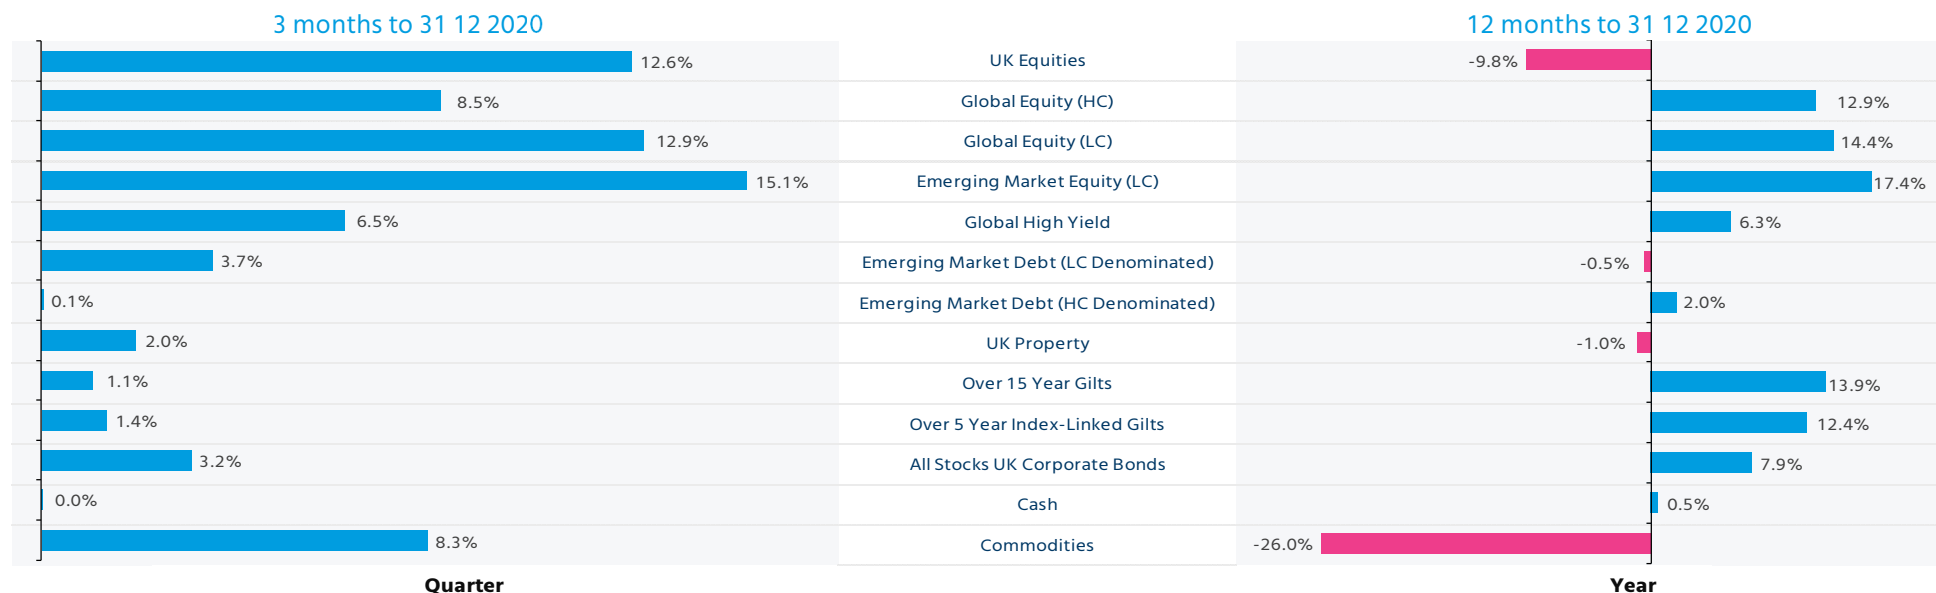 3 months to 31 12 2020
12 months to 31 12 2020
12.6% UK Equities -9.8%
8.5% Global Equity (HC) 12.9%
12.9% Global Equity (LC) 14.4%
15.1% Emerging Market Equity (LC) 17.4%
6.5% Global High Yield 6.3%
3.7% Emerging Market Debt (LC Denominated) -0.5%
0.1% Emerging Market Debt (HC Denominated) 2.0%
2.0% UK Property -1.0%
1.1% Over 15 Year Gilts 13.9%
1.4% Over 5 Year Index-Linked Gilts 12.4%
3.2% All Stocks UK Corporate Bonds 7.9%
0.0% Cash 0.5%
8.3% Commodities -26.0%
Quarter
Year